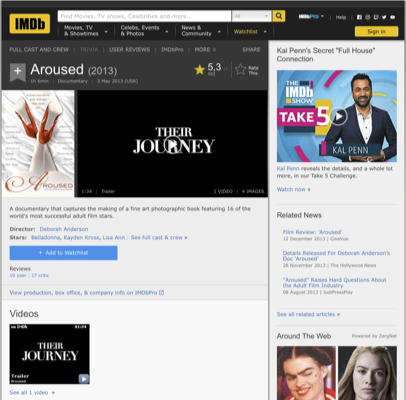 IMDb
Find Movies, TV shows, Celebrities and more...
All
IMDbPro
Help
Movies, TV
& Showtimes
Celebs, Events
& Photos
News &
Community
Watchlist
Sign in
FULL CAST AND CREW | TRIVIA | USER REVIEWS | IMDbPro | MORE
SHARE
+
Aroused (2013)
1h 6min | Documentary | 3 May 2013 (USA)
5,3
Rate
This
AROUSED
THEIR
JOURNEY
1:34 | Trailer
1 VIDEO | 4 IMAGES
A documentary that captures the making of a fine art photographic book featuring 16 of the
world's most successful adult film stars.
Director: Deborah Anderson
Stars: Belladonna, Kayden Kross, Lisa Ann | See full cast & crew »
+ Add to Watchlist
Reviews
10 user | 17 critic
View production, box office, & company info on IMDbPro
Videos
on IMDb
01:34
THEIR
JOURNEY
Trailer
Aroused
See all 1 video »
Kal Penn's Secret "Full House"
Connection
THE
IMDb
SHOW
TAKE 5
KAL PENN
Kal Penn reveals the details, and a whole lot
more, in our Take 5 Challenge.
Watch now »
Related News
Film Review: 'Aroused'
12 December 2013 | CineVue
Details Released For Deborah Anderson's
Doc 'Aroused'
28 November 2013 | The Hollywood News
"Aroused" Raises Hard Questions About
the Adult Film Industry
08 August 2013 | JustPressPlay
See all related articles »
Around The Web
Powered by ZergNet